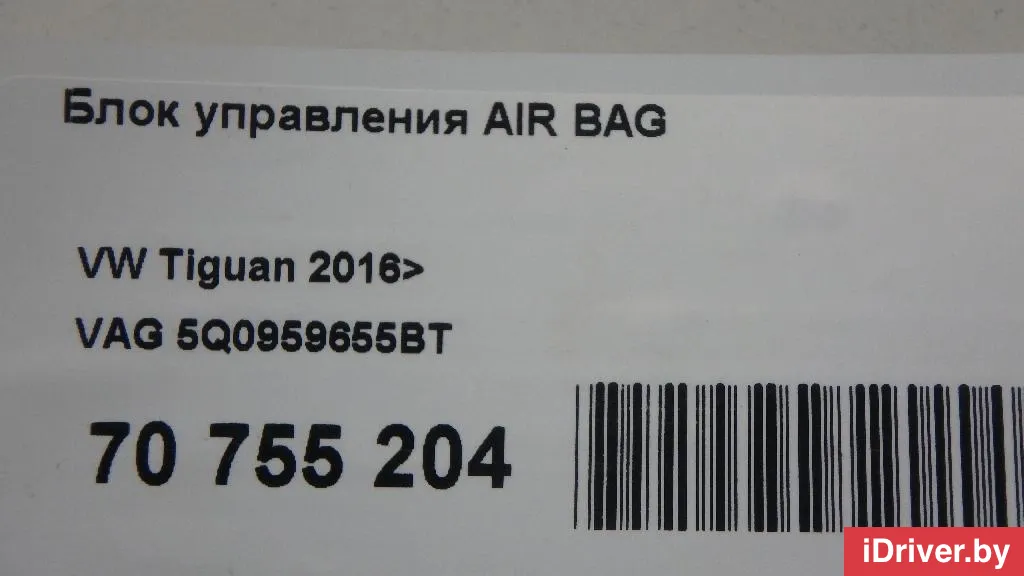 Блок управления AIR BAG
VW Tiguan 2016>
VAG 5Q0959655BT
70 755 204
iDriver.by